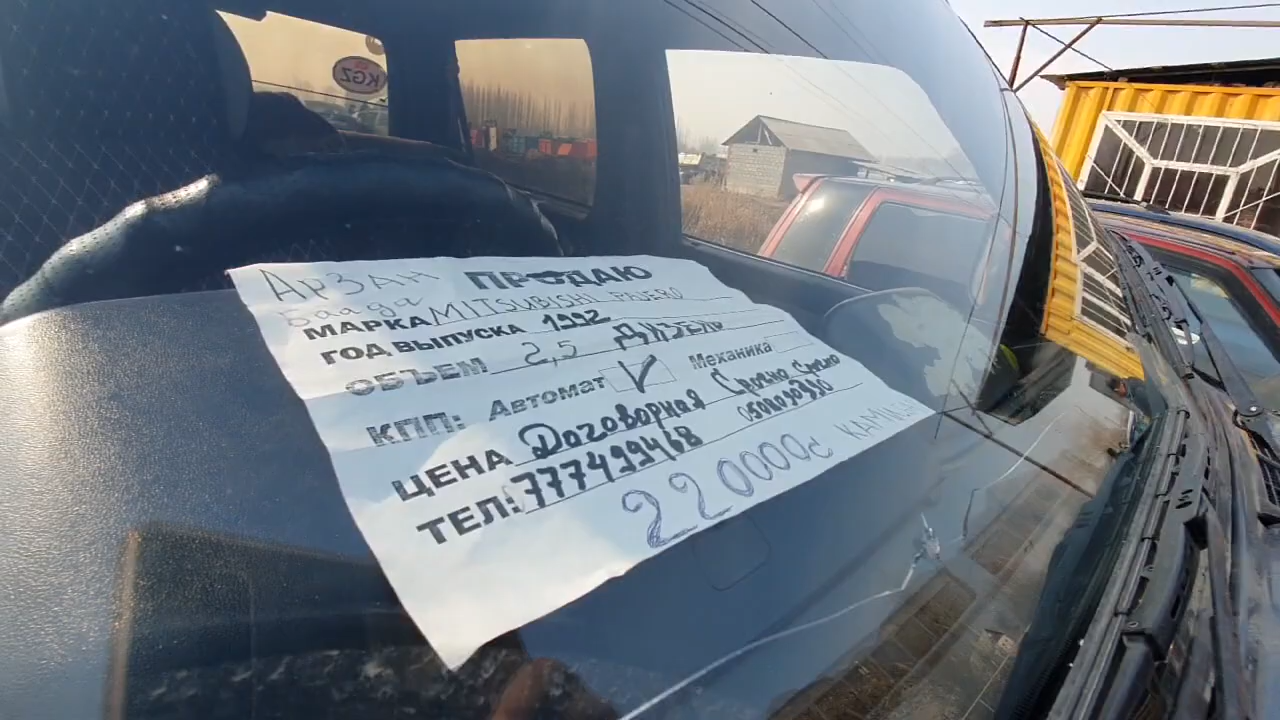 KGZ
Арзан ПРОДАЮ
Баада
МАРКА MITSUBISHI PAJERO
ГОД ВЫПУСКА 1992
ОБЪЕМ 2,5 ДИЗЕЛЬ
КПП: Автомат ✓ Механика
ЦЕНА Договорная Срочно Срочно
ТЕЛ: 777499468
220000с